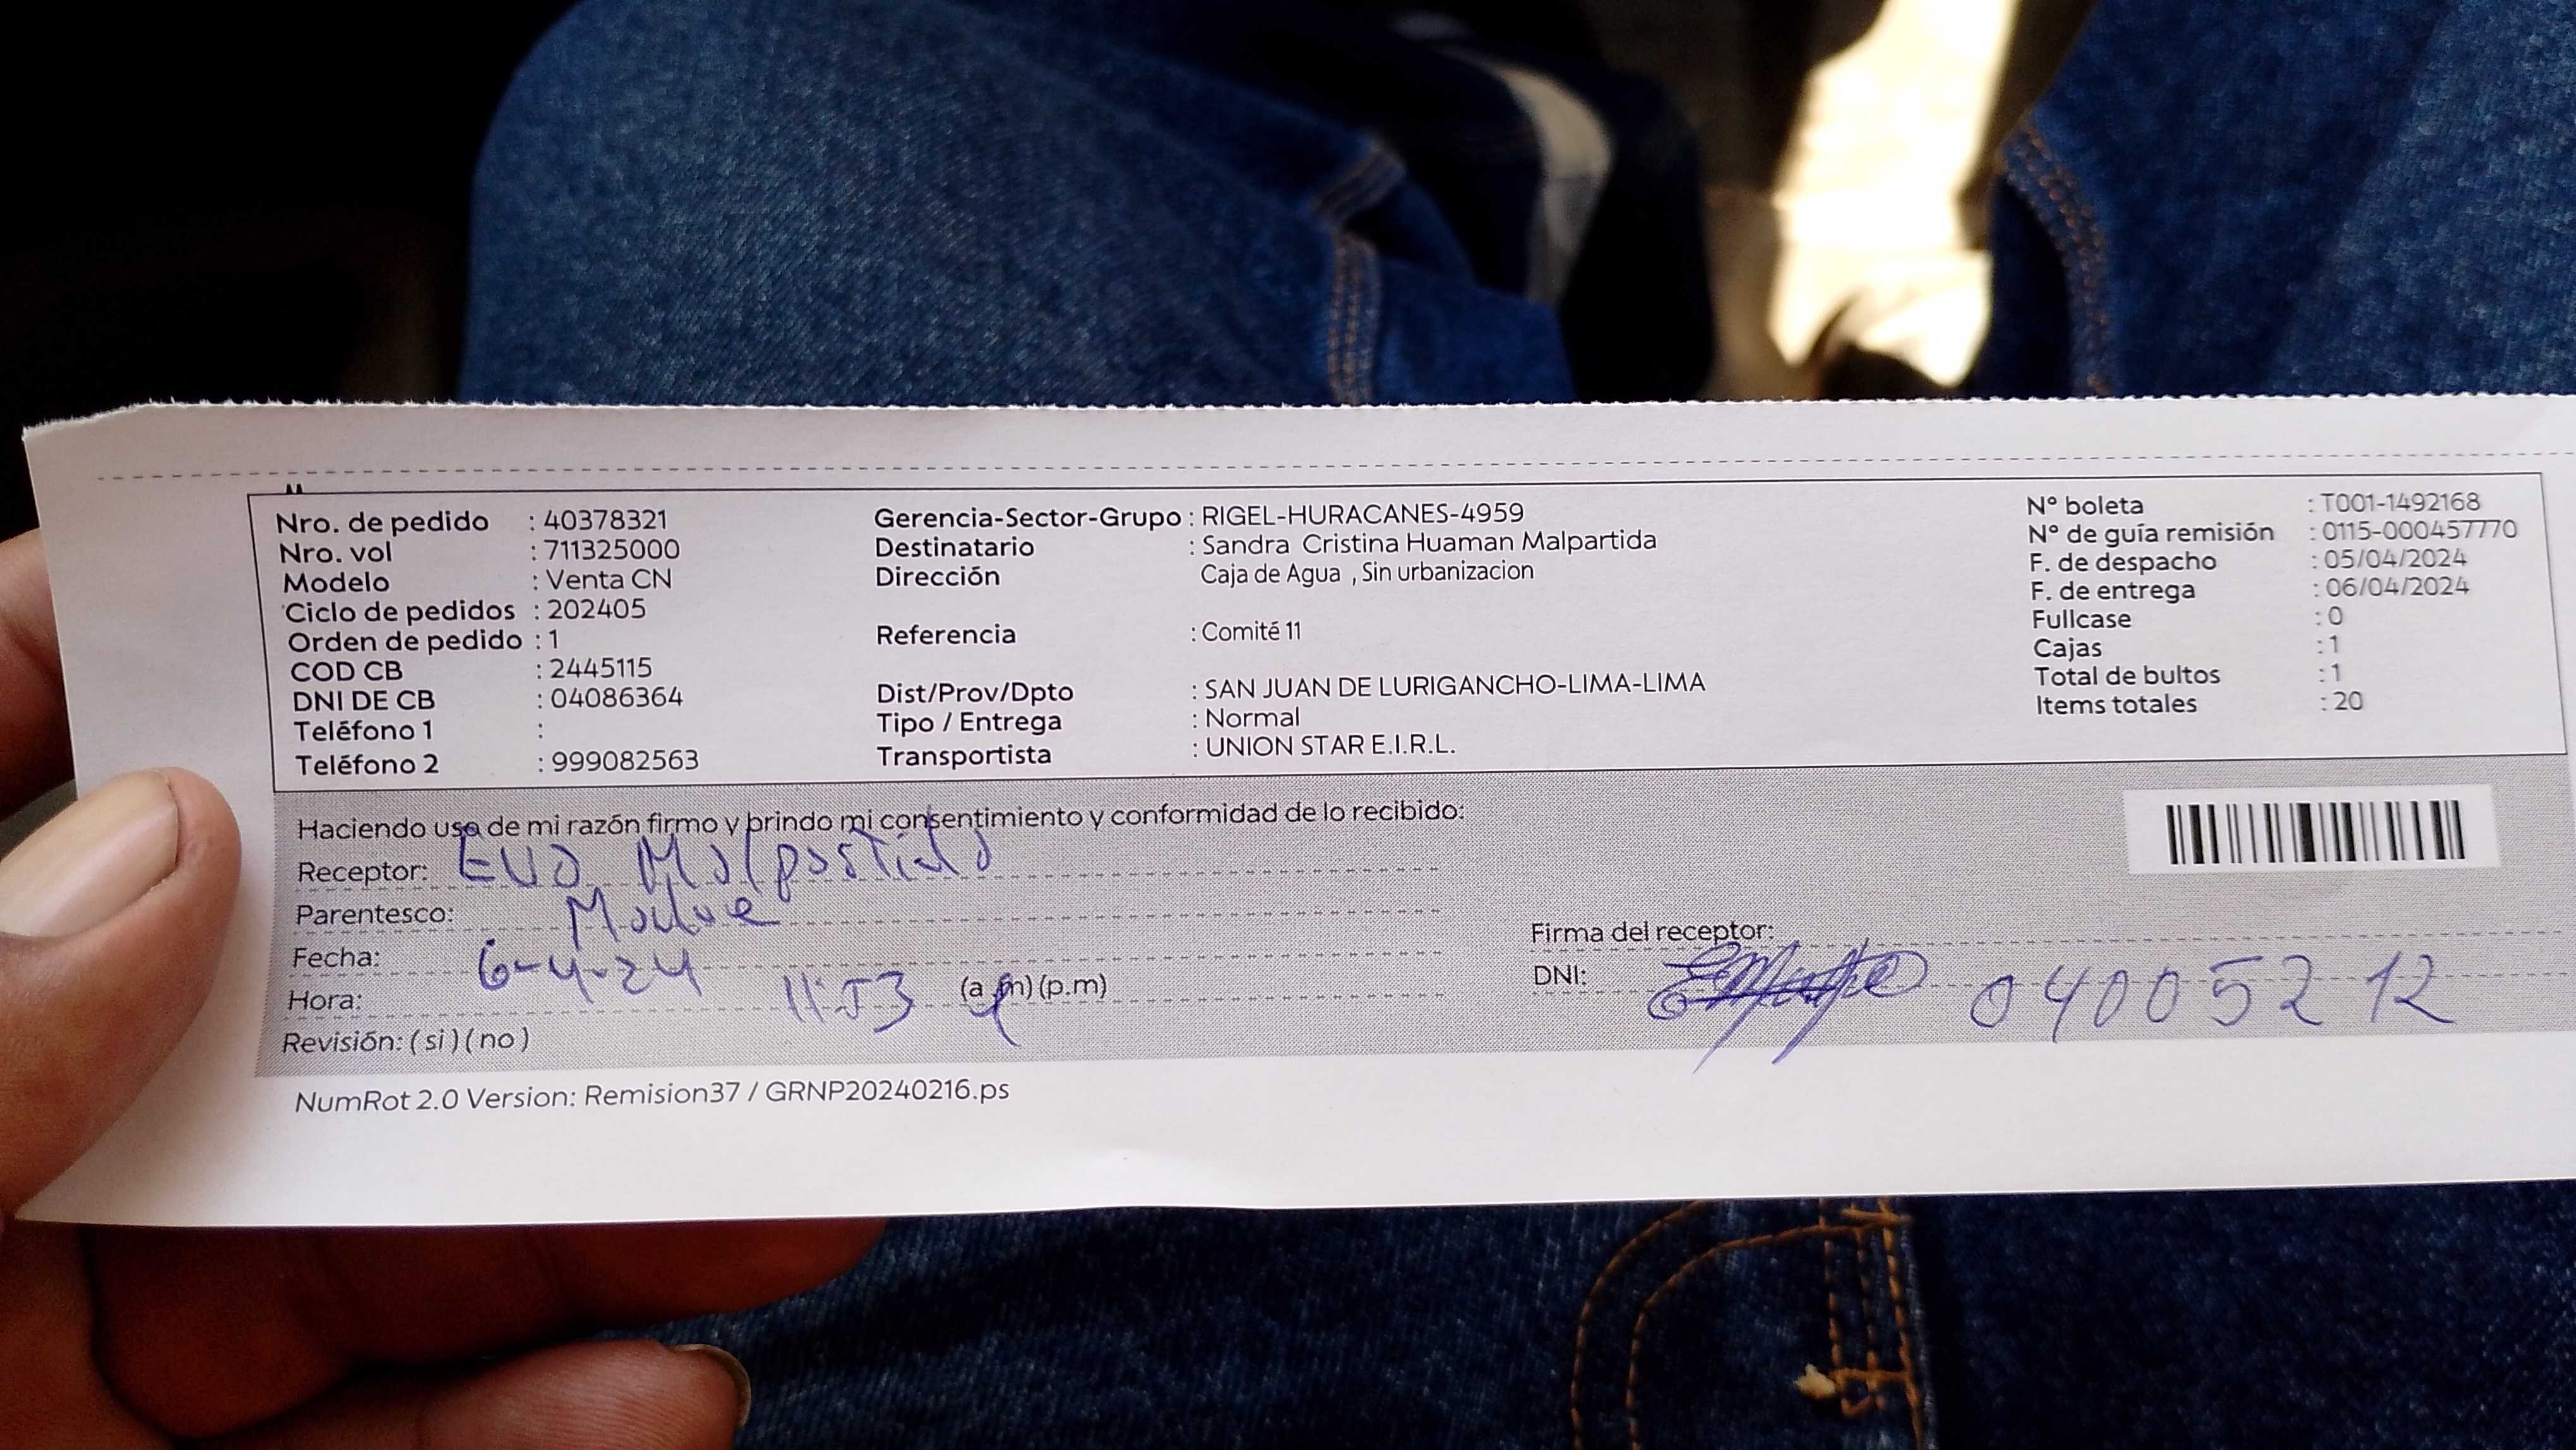 Nro. de pedido : 40378321
Nro. vol : 711325000
Modelo : Venta CN
Ciclo de pedidos : 202405
Orden de pedido : 1
COD CB : 2445115
DNI DE CB : 04086364
Teléfono 1 :
Teléfono 2 : 999082563
Gerencia-Sector-Grupo : RIGEL-HURACANES-4959
Destinatario : Sandra Cristina Huaman Malpartida
Dirección Caja de Agua , Sin urbanizacion
Referencia : Comité 11
Dist/Prov/Dpto : SAN JUAN DE LURIGANCHO-LIMA-LIMA
Tipo / Entrega : Normal
Transportista : UNION STAR E.I.R.L.
Nº boleta : T001-1492168
Nº de guía remisión : 0115-000457770
F. de despacho : 05/04/2024
F. de entrega : 06/04/2024
Fullcase : 0
Cajas : 1
Total de bultos : 1
Items totales : 20
Haciendo uso de mi razón firmo y brindo mi consentimiento y conformidad de lo recibido:
Receptor: Eva Malpartida
Parentesco: Madre
Fecha: 6-4-24
Hora: 11:53 (a.m) (p.m)
Revisión: ( si ) ( no )
Firma del receptor:
DNI: 04005212
NumRot 2.0 Version: Remision37 / GRNP20240216.ps